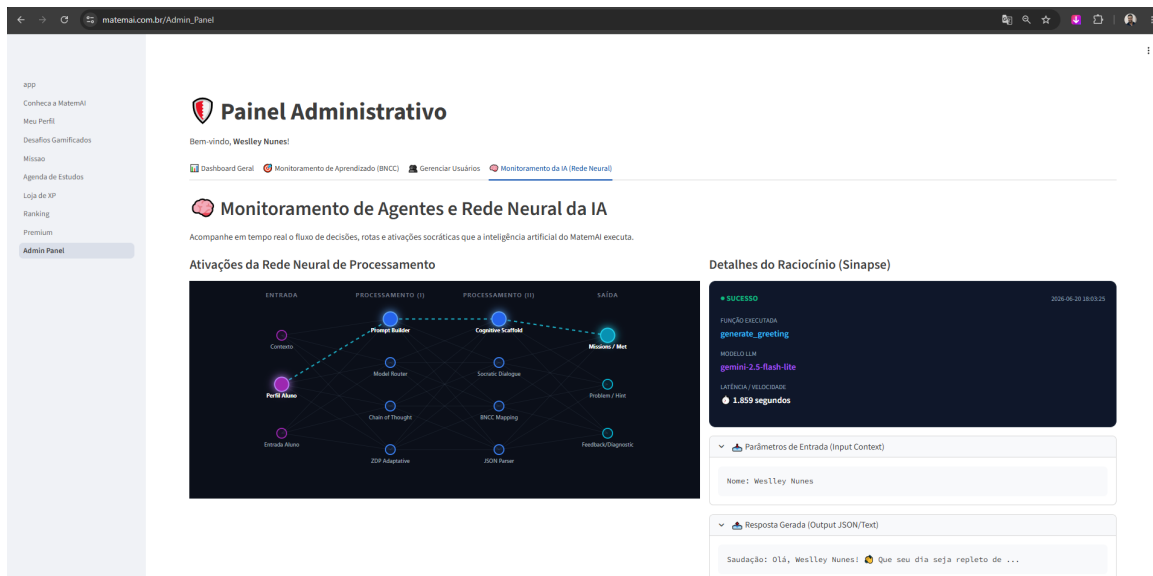 matemai.com.br/Admin_Panel
app
Conheca a MatemAI
Meu Perfil
Desafios Gamificados
Missao
Agenda de Estudos
Loja de XP
Ranking
Premium
Admin Panel
Painel Administrativo
Bem-vindo, Weslley Nunes!
Dashboard Geral Monitoramento de Aprendizado (BNCC) Gerenciar Usuários Monitoramento da IA (Rede Neural)
Monitoramento de Agentes e Rede Neural da IA
Acompanhe em tempo real o fluxo de decisões, rotas e ativações socráticas que a inteligência artificial do MatemAI executa.
Ativações da Rede Neural de Processamento
ENTRADA PROCESSAMENTO (I) PROCESSAMENTO (II) SAÍDA
Prompt Builder Cognitive Scaffold
Contexto Missions / Met
Model Router Socratic Dialogue
Perfil Aluno Problem / Hint
Chain of Thought BNCC Mapping
Entrada Aluno Feedback/Diagnostic
ZDP Adaptative JSON Parser
Detalhes do Raciocínio (Sinapse)
SUCESSO 2026-06-20 18:03:25
FUNÇÃO EXECUTADA
generate_greeting
MODELO LLM
gemini-2.5-flash-lite
LATÊNCIA / VELOCIDADE
1.859 segundos
Parâmetros de Entrada (Input Context)
Nome: Weslley Nunes
Resposta Gerada (Output JSON/Text)
Saudação: Olá, Weslley Nunes! Que seu dia seja repleto de ...